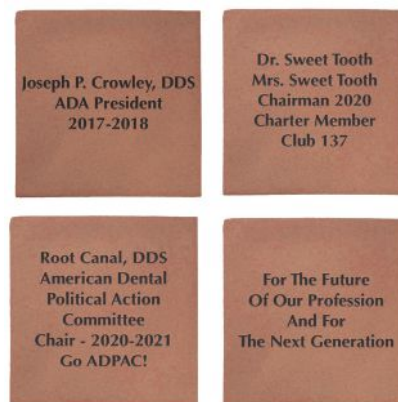 Joseph P. Crowley, DDS
ADA President
2017-2018
Dr. Sweet Tooth
Mrs. Sweet Tooth
Chairman 2020
Charter Member
Club 137
Root Canal, DDS
American Dental
Political Action
Committee
Chair - 2020-2021
Go ADPAC!
For The Future
Of Our Profession
And For
The Next Generation